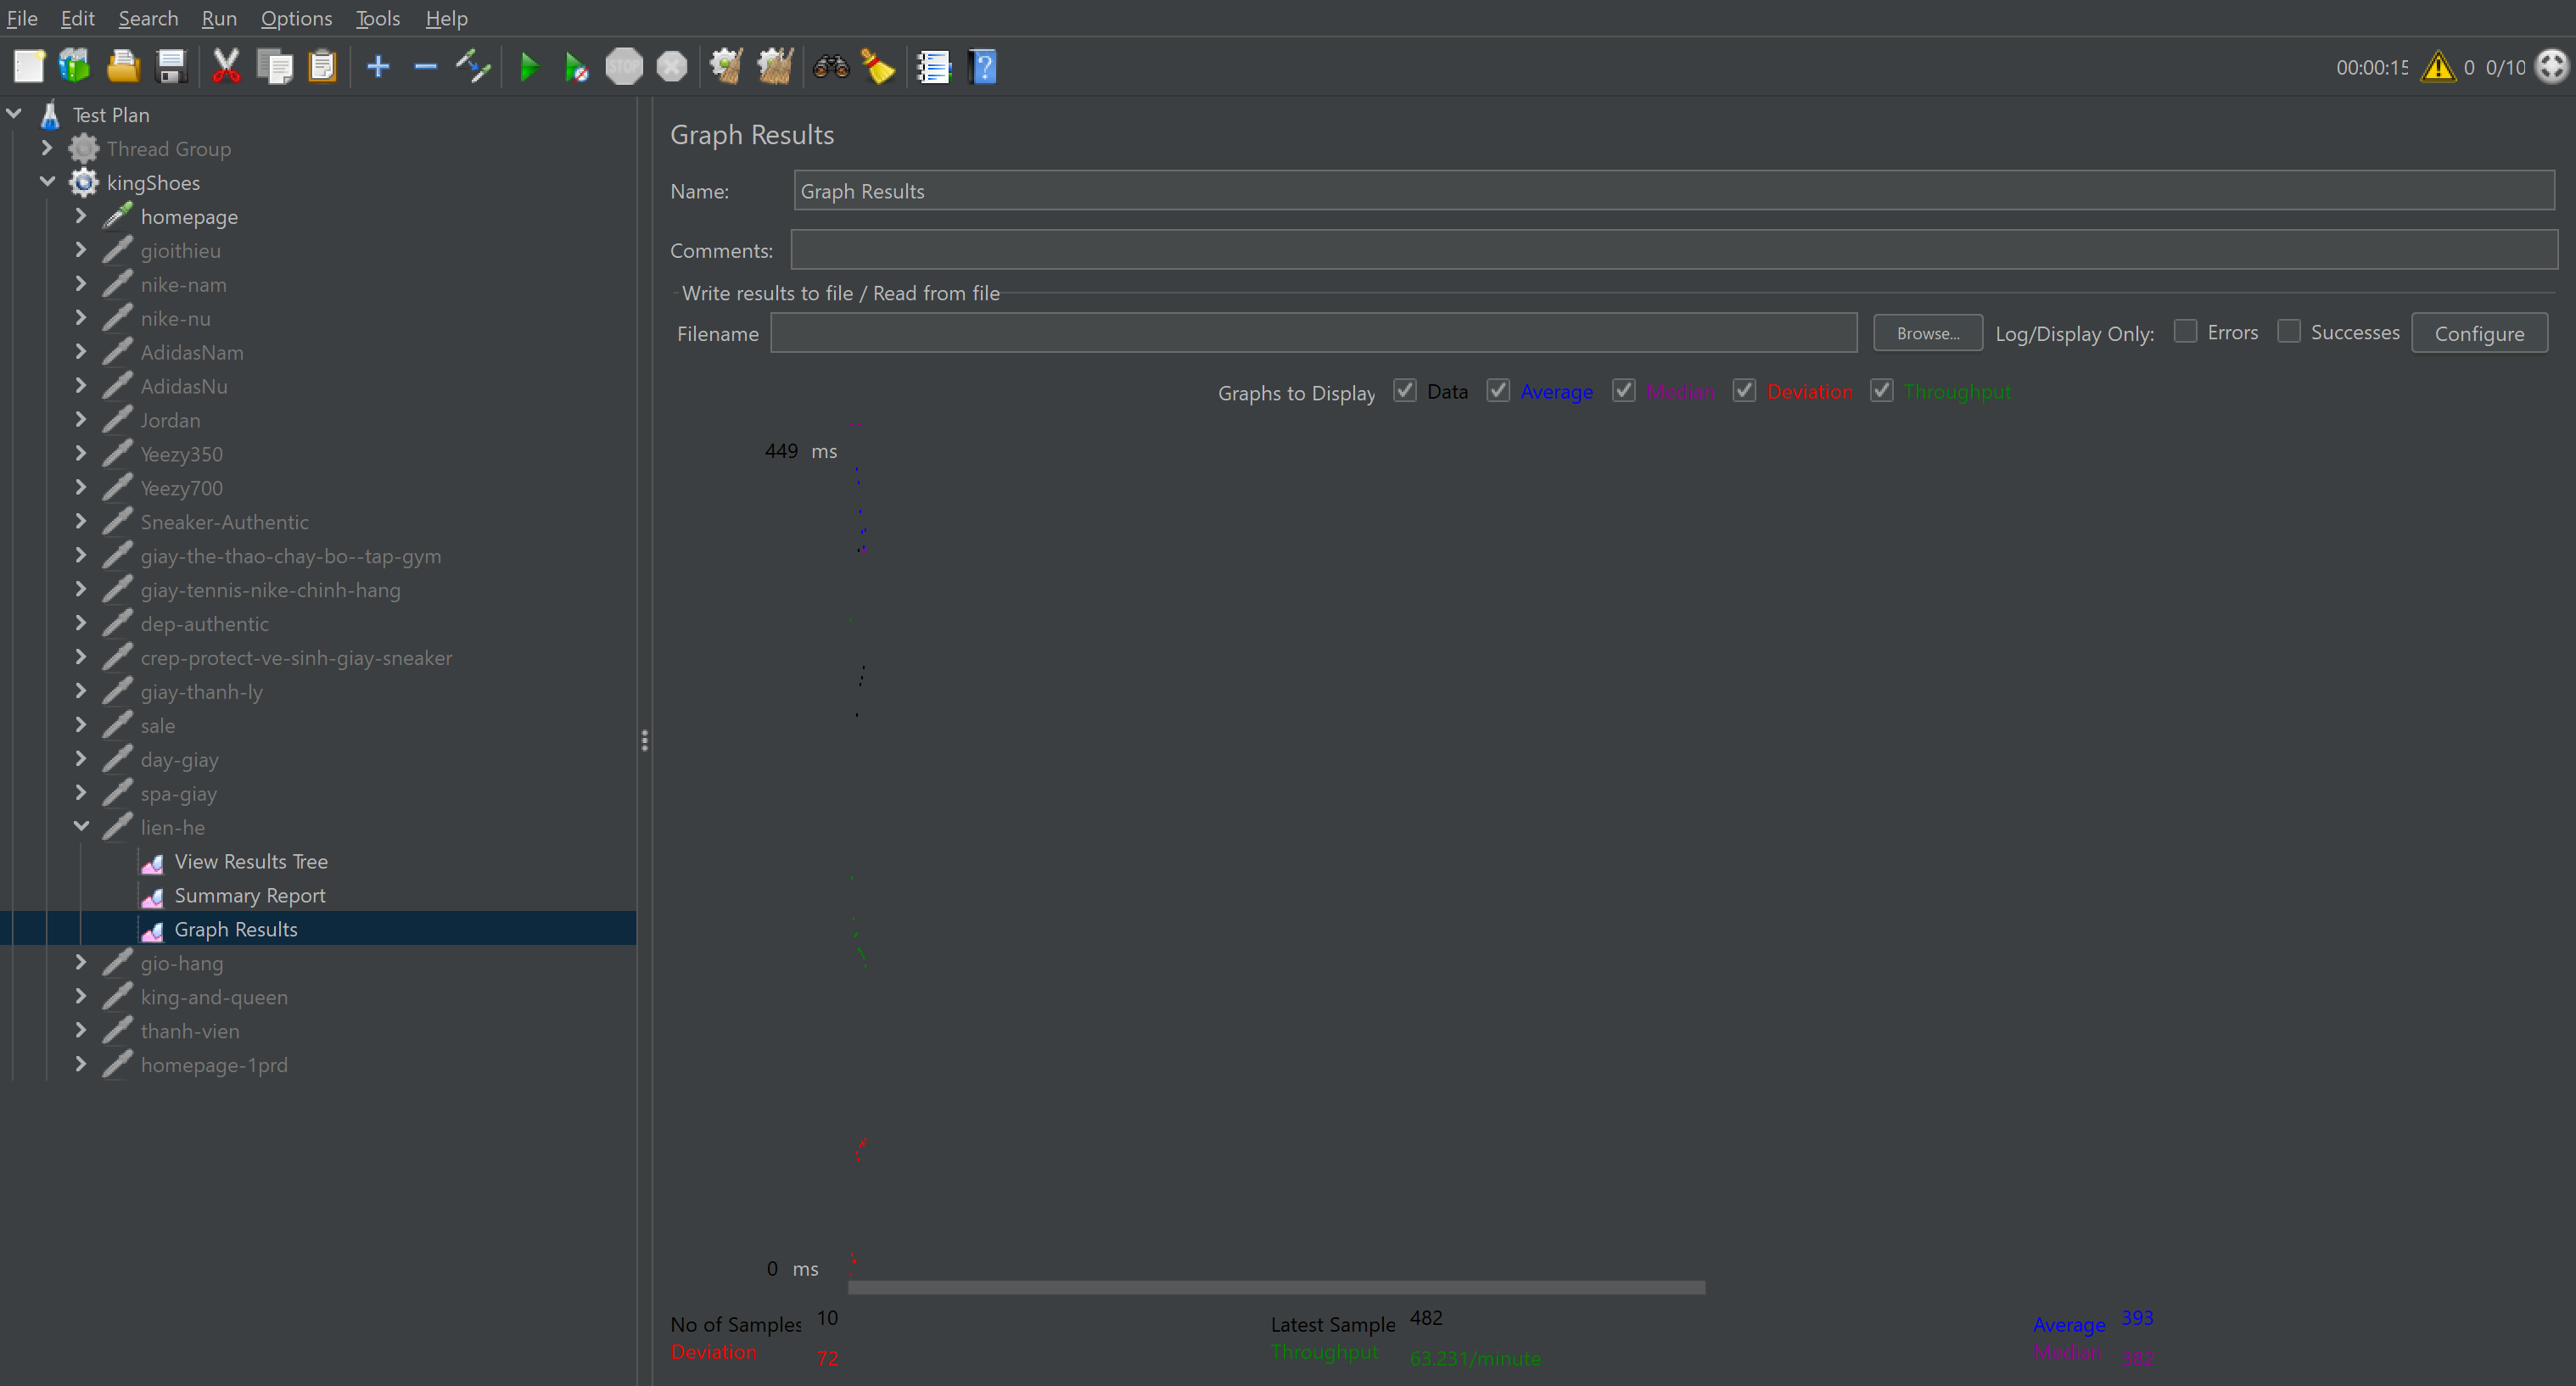 File Edit Search Run Options Tools Help
STOP
00:00:15 0 0/10
Test Plan
Thread Group
kingShoes
homepage
gioithieu
nike-nam
nike-nu
AdidasNam
AdidasNu
Jordan
Yeezy350
Yeezy700
Sneaker-Authentic
giay-the-thao-chay-bo--tap-gym
giay-tennis-nike-chinh-hang
dep-authentic
crep-protect-ve-sinh-giay-sneaker
giay-thanh-ly
sale
day-giay
spa-giay
lien-he
View Results Tree
Summary Report
Graph Results
gio-hang
king-and-queen
thanh-vien
homepage-1prd
Graph Results
Name: Graph Results
Comments:
Write results to file / Read from file
Filename Browse... Log/Display Only: Errors Successes Configure
Graphs to Display Data Average Median Deviation Throughput
449 ms
0 ms
No of Samples 10 Latest Sample 482 Average 393
Deviation 72 Throughput 63.231/minute Median 382